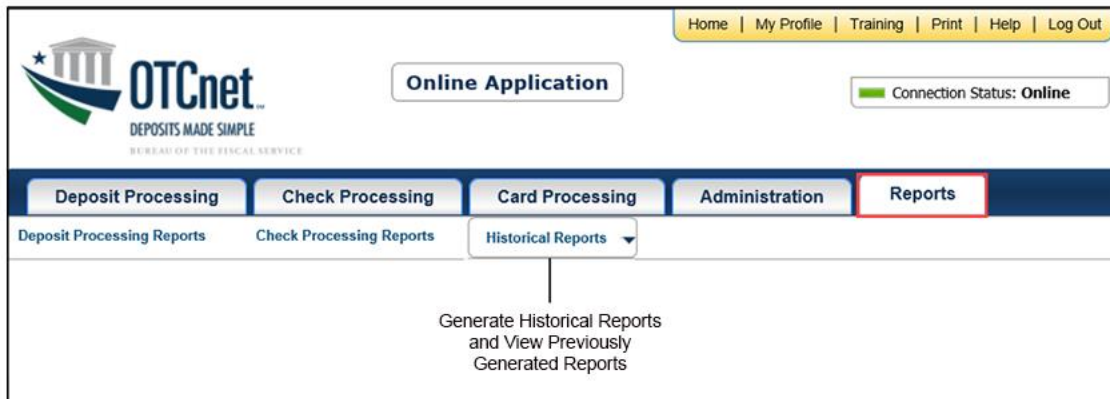 Home | My Profile | Training | Print | Help | Log Out
OTCnet™
DEPOSITS MADE SIMPLE
BUREAU OF THE FISCAL SERVICE
Online Application
Connection Status: Online
Deposit Processing
Check Processing
Card Processing
Administration
Reports
Deposit Processing Reports
Check Processing Reports
Historical Reports
Generate Historical Reports
and View Previously
Generated Reports